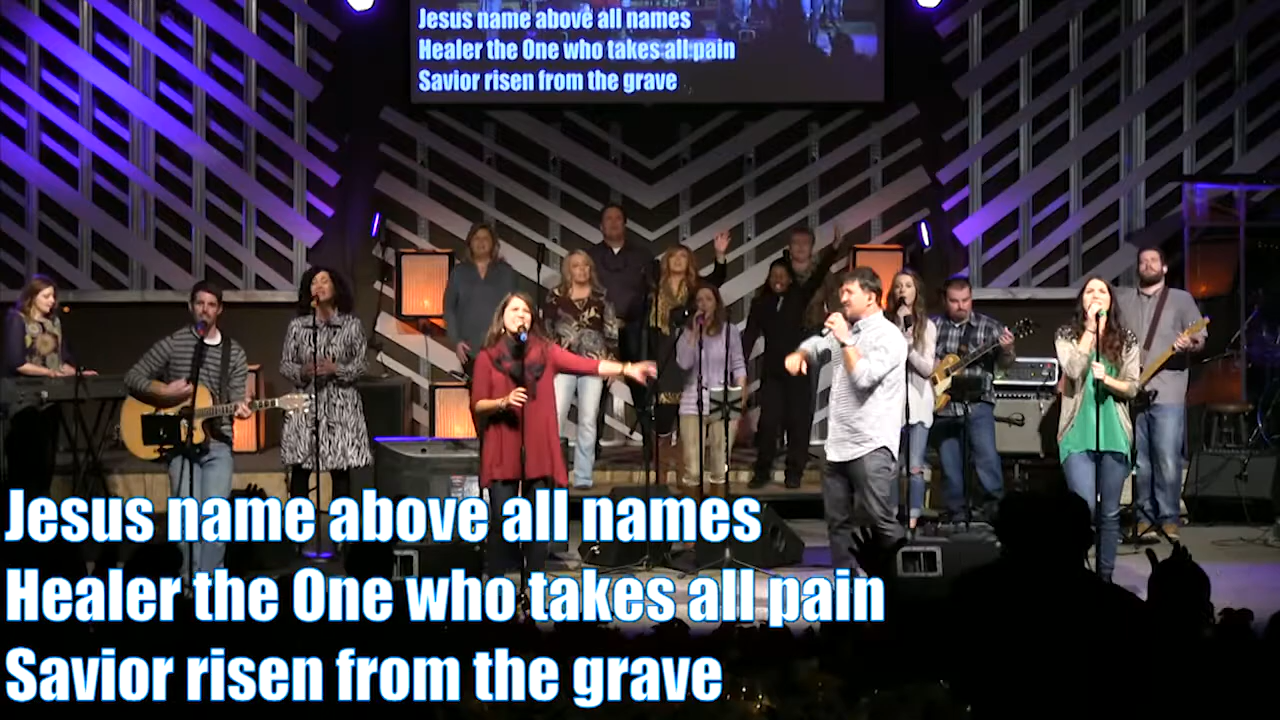 Jesus name above all names
Healer the One who takes all pain
Savior risen from the grave
Jesus name above all names
Healer the One who takes all pain
Savior risen from the grave